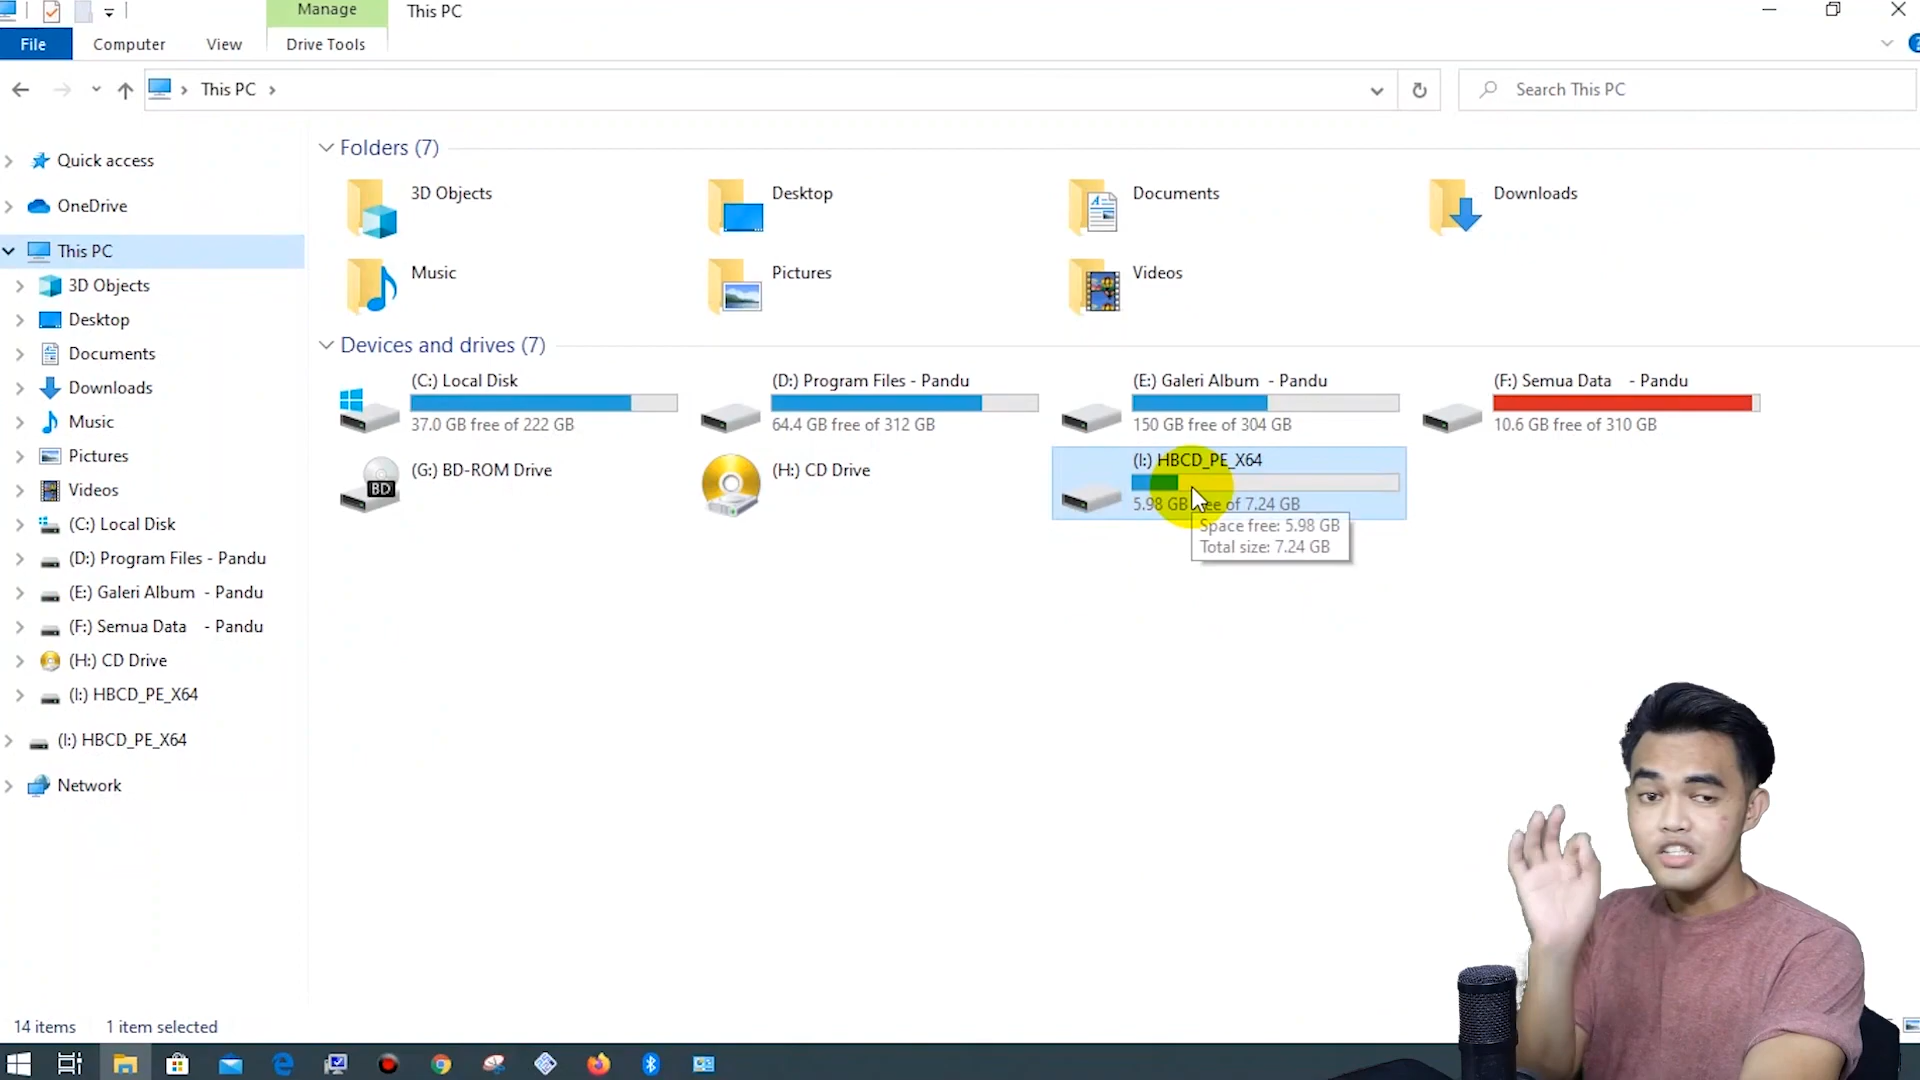 Manage
This PC
File
Computer
View
Drive Tools
This PC
Search This PC
Quick access
OneDrive
This PC
3D Objects
Desktop
Documents
Downloads
Music
Pictures
Videos
(C:) Local Disk
(D:) Program Files - Pandu
(E:) Galeri Album - Pandu
(F:) Semua Data - Pandu
(H:) CD Drive
(I:) HBCD_PE_X64
(I:) HBCD_PE_X64
Network
Folders (7)
3D Objects
Desktop
Documents
Downloads
Music
Pictures
Videos
Devices and drives (7)
(C:) Local Disk
37.0 GB free of 222 GB
(D:) Program Files - Pandu
64.4 GB free of 312 GB
(E:) Galeri Album - Pandu
150 GB free of 304 GB
(F:) Semua Data - Pandu
10.6 GB free of 310 GB
(G:) BD-ROM Drive
BD
(H:) CD Drive
(I:) HBCD_PE_X64
5.98 GB free of 7.24 GB
Space free: 5.98 GB
Total size: 7.24 GB
14 items
1 item selected